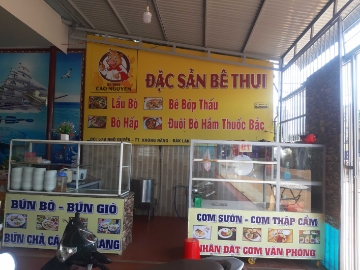 CAO NGUYÊN
ĐẶC SẢN BÊ THUI
Lẩu Bò
Bê Bóp Thấu
Bò Hấp
Đuôi Bò Hầm Thuốc Bắc
BÚN BÒ - BÚN GIÒ
BÚN CHẢ CÁ
CƠM SƯỜN - CƠM THẬP CẨM
NHẬN ĐẶT CƠM VĂN PHÒNG